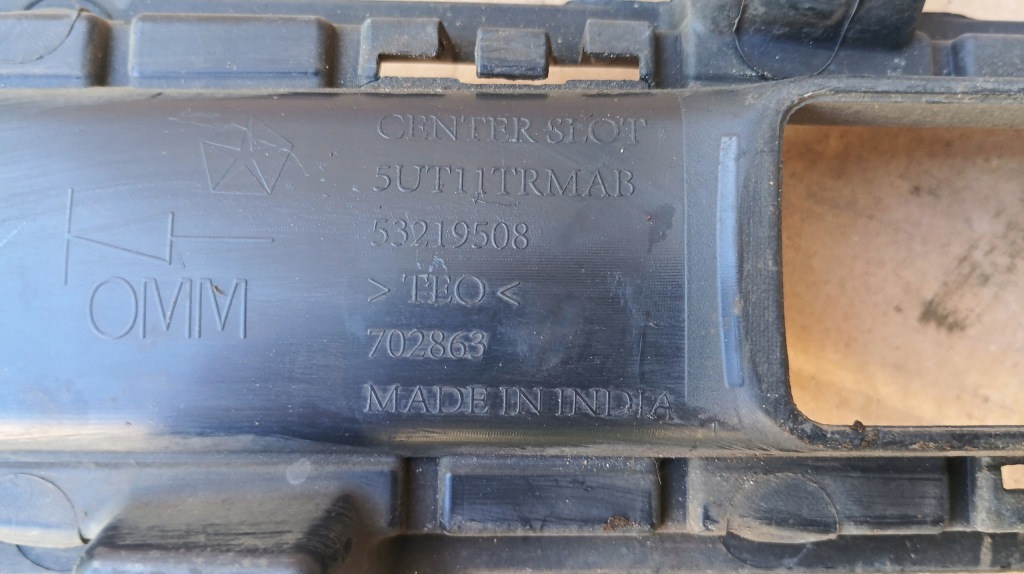 CENTER SLOT
5UT11TRMAB
53219508
> TEO <
702863
MADE IN INDIA
OMM